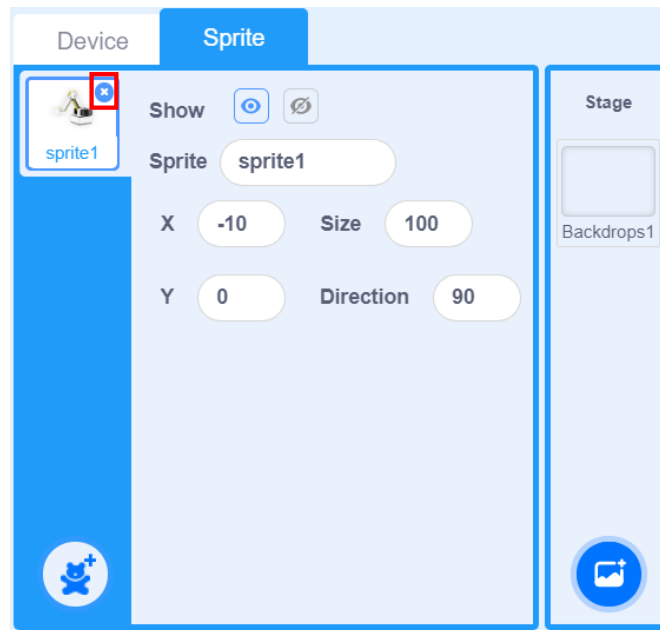 Device Sprite
Show
sprite1
Sprite sprite1
X -10 Size 100
Y 0 Direction 90
Stage
Backdrops1